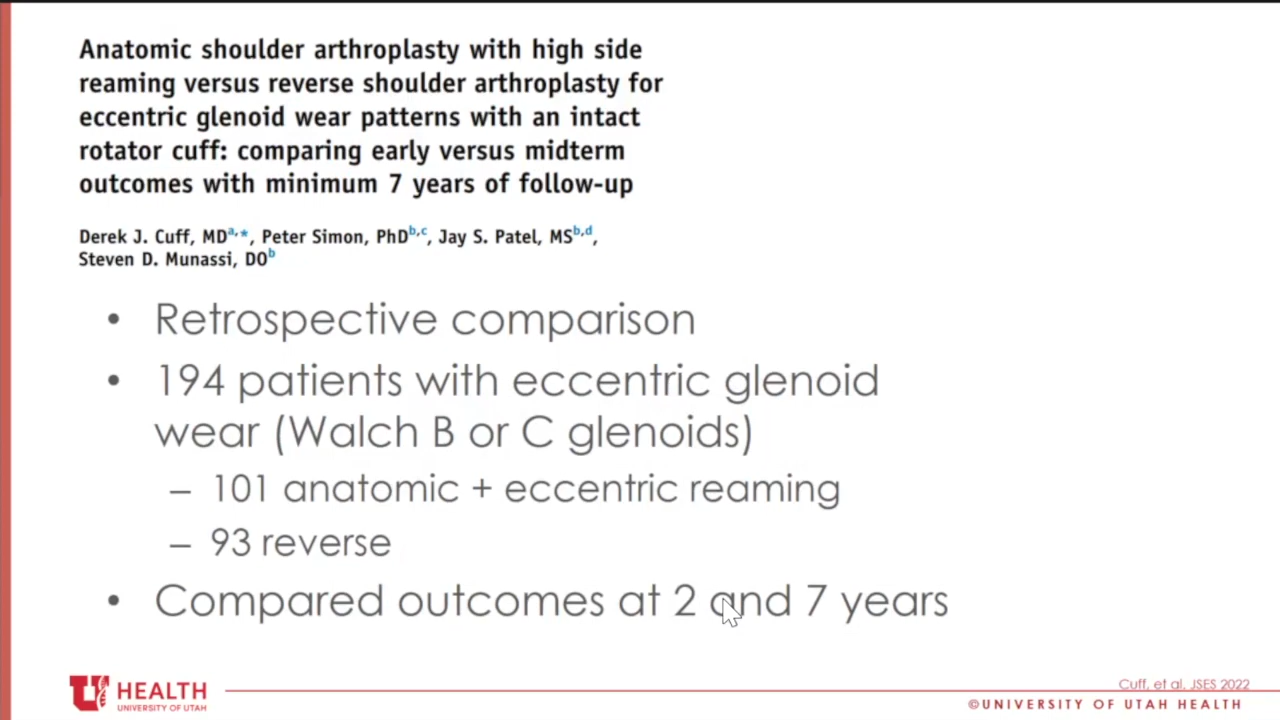 Anatomic shoulder arthroplasty with high side
reaming versus reverse shoulder arthroplasty for
eccentric glenoid wear patterns with an intact
rotator cuff: comparing early versus midterm
outcomes with minimum 7 years of follow-up
Derek J. Cuff, MDa,*, Peter Simon, PhDb,c, Jay S. Patel, MSb,d,
Steven D. Munassi, DOb
• Retrospective comparison
• 194 patients with eccentric glenoid
wear (Walch B or C glenoids)
– 101 anatomic + eccentric reaming
– 93 reverse
• Compared outcomes at 2 and 7 years
U HEALTH
UNIVERSITY OF UTAH
Cuff, et al. JSES 2022
©UNIVERSITY OF UTAH HEALTH